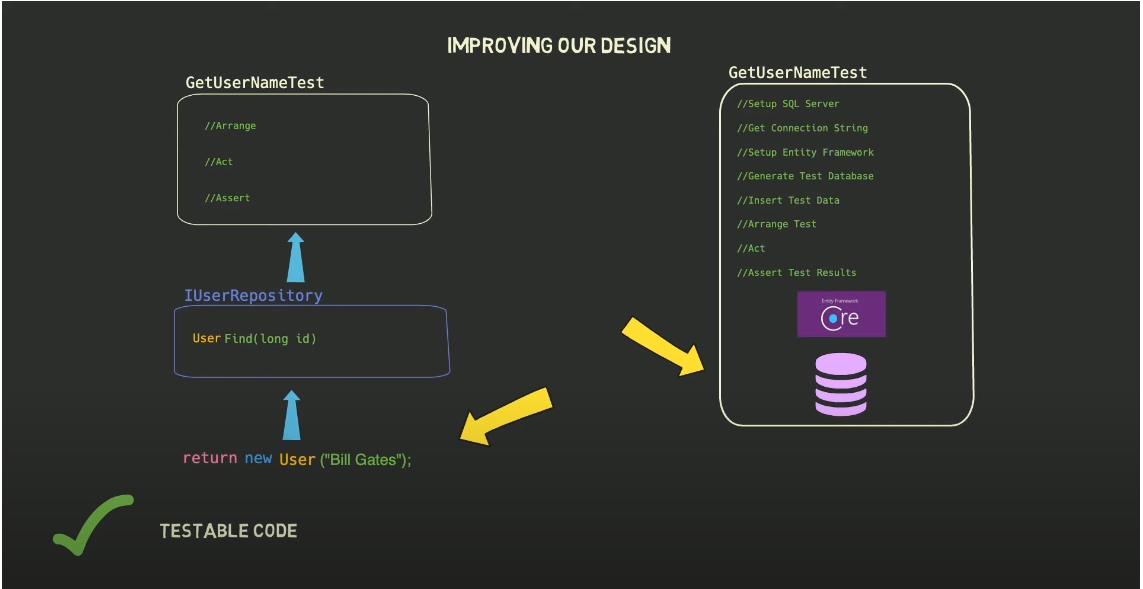 IMPROVING OUR DESIGN
GetUserNameTest
//Arrange
//Act
//Assert
IUserRepository
User Find(long id)
return new User ("Bill Gates");
TESTABLE CODE
GetUserNameTest
//Setup SQL Server
//Get Connection String
//Setup Entity Framework
//Generate Test Database
//Insert Test Data
//Arrange Test
//Act
//Assert Test Results
Entity Framework
Core